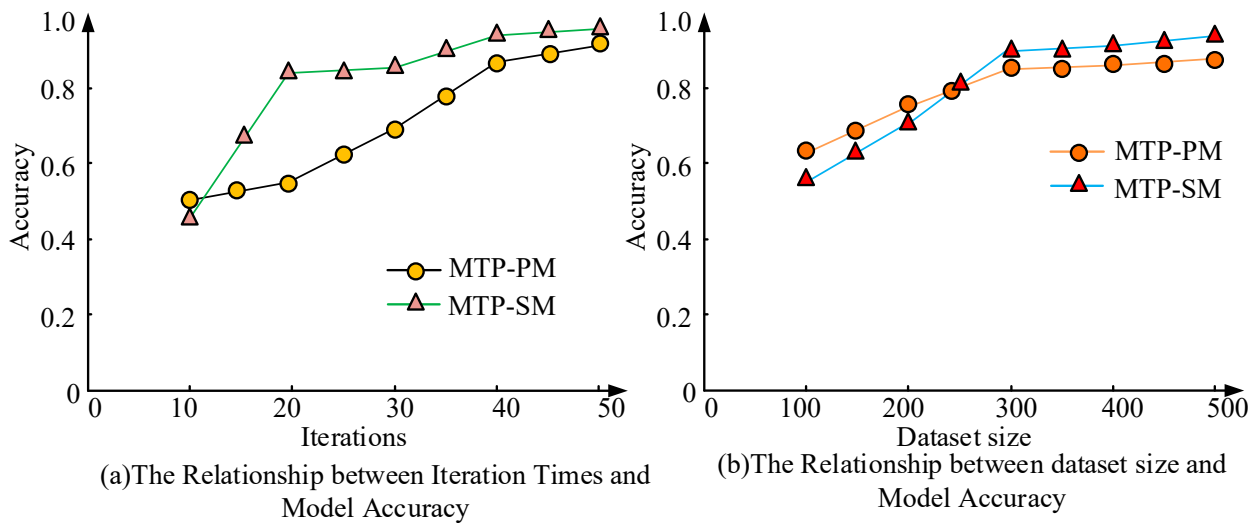 1.0
0.8
0.6
0.4
0.2
0
Accuracy
MTP-PM
MTP-SM
0 10 20 30 40 50
Iterations
(a)The Relationship between Iteration Times and
Model Accuracy
1.0
0.8
0.6
0.4
0.2
0
Accuracy
MTP-PM
MTP-SM
0 100 200 300 400 500
Dataset size
(b)The Relationship between dataset size and
Model Accuracy